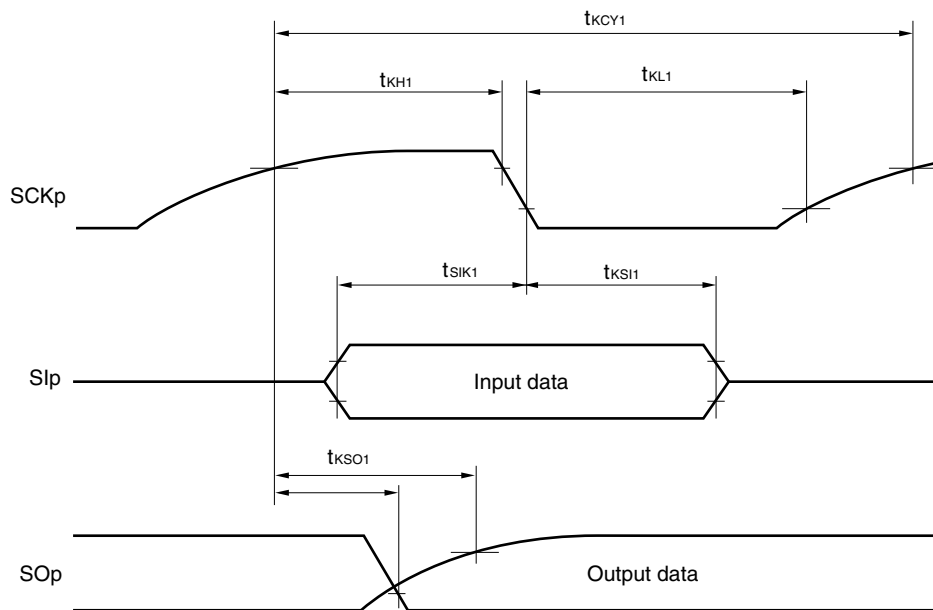 tKCY1
tKH1
tKL1
SCKp
tSIK1
tKSI1
SIp
Input data
tKSO1
SOp
Output data